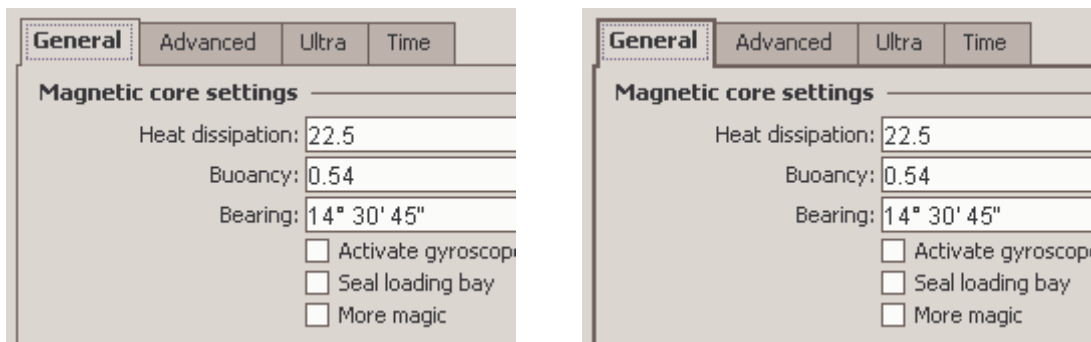 General Advanced Ultra Time
Magnetic core settings
Heat dissipation: 22.5
Buoancy: 0.54
Bearing: 14° 30' 45"
Activate gyroscope
Seal loading bay
More magic
General Advanced Ultra Time
Magnetic core settings
Heat dissipation: 22.5
Buoancy: 0.54
Bearing: 14° 30' 45"
Activate gyroscope
Seal loading bay
More magic